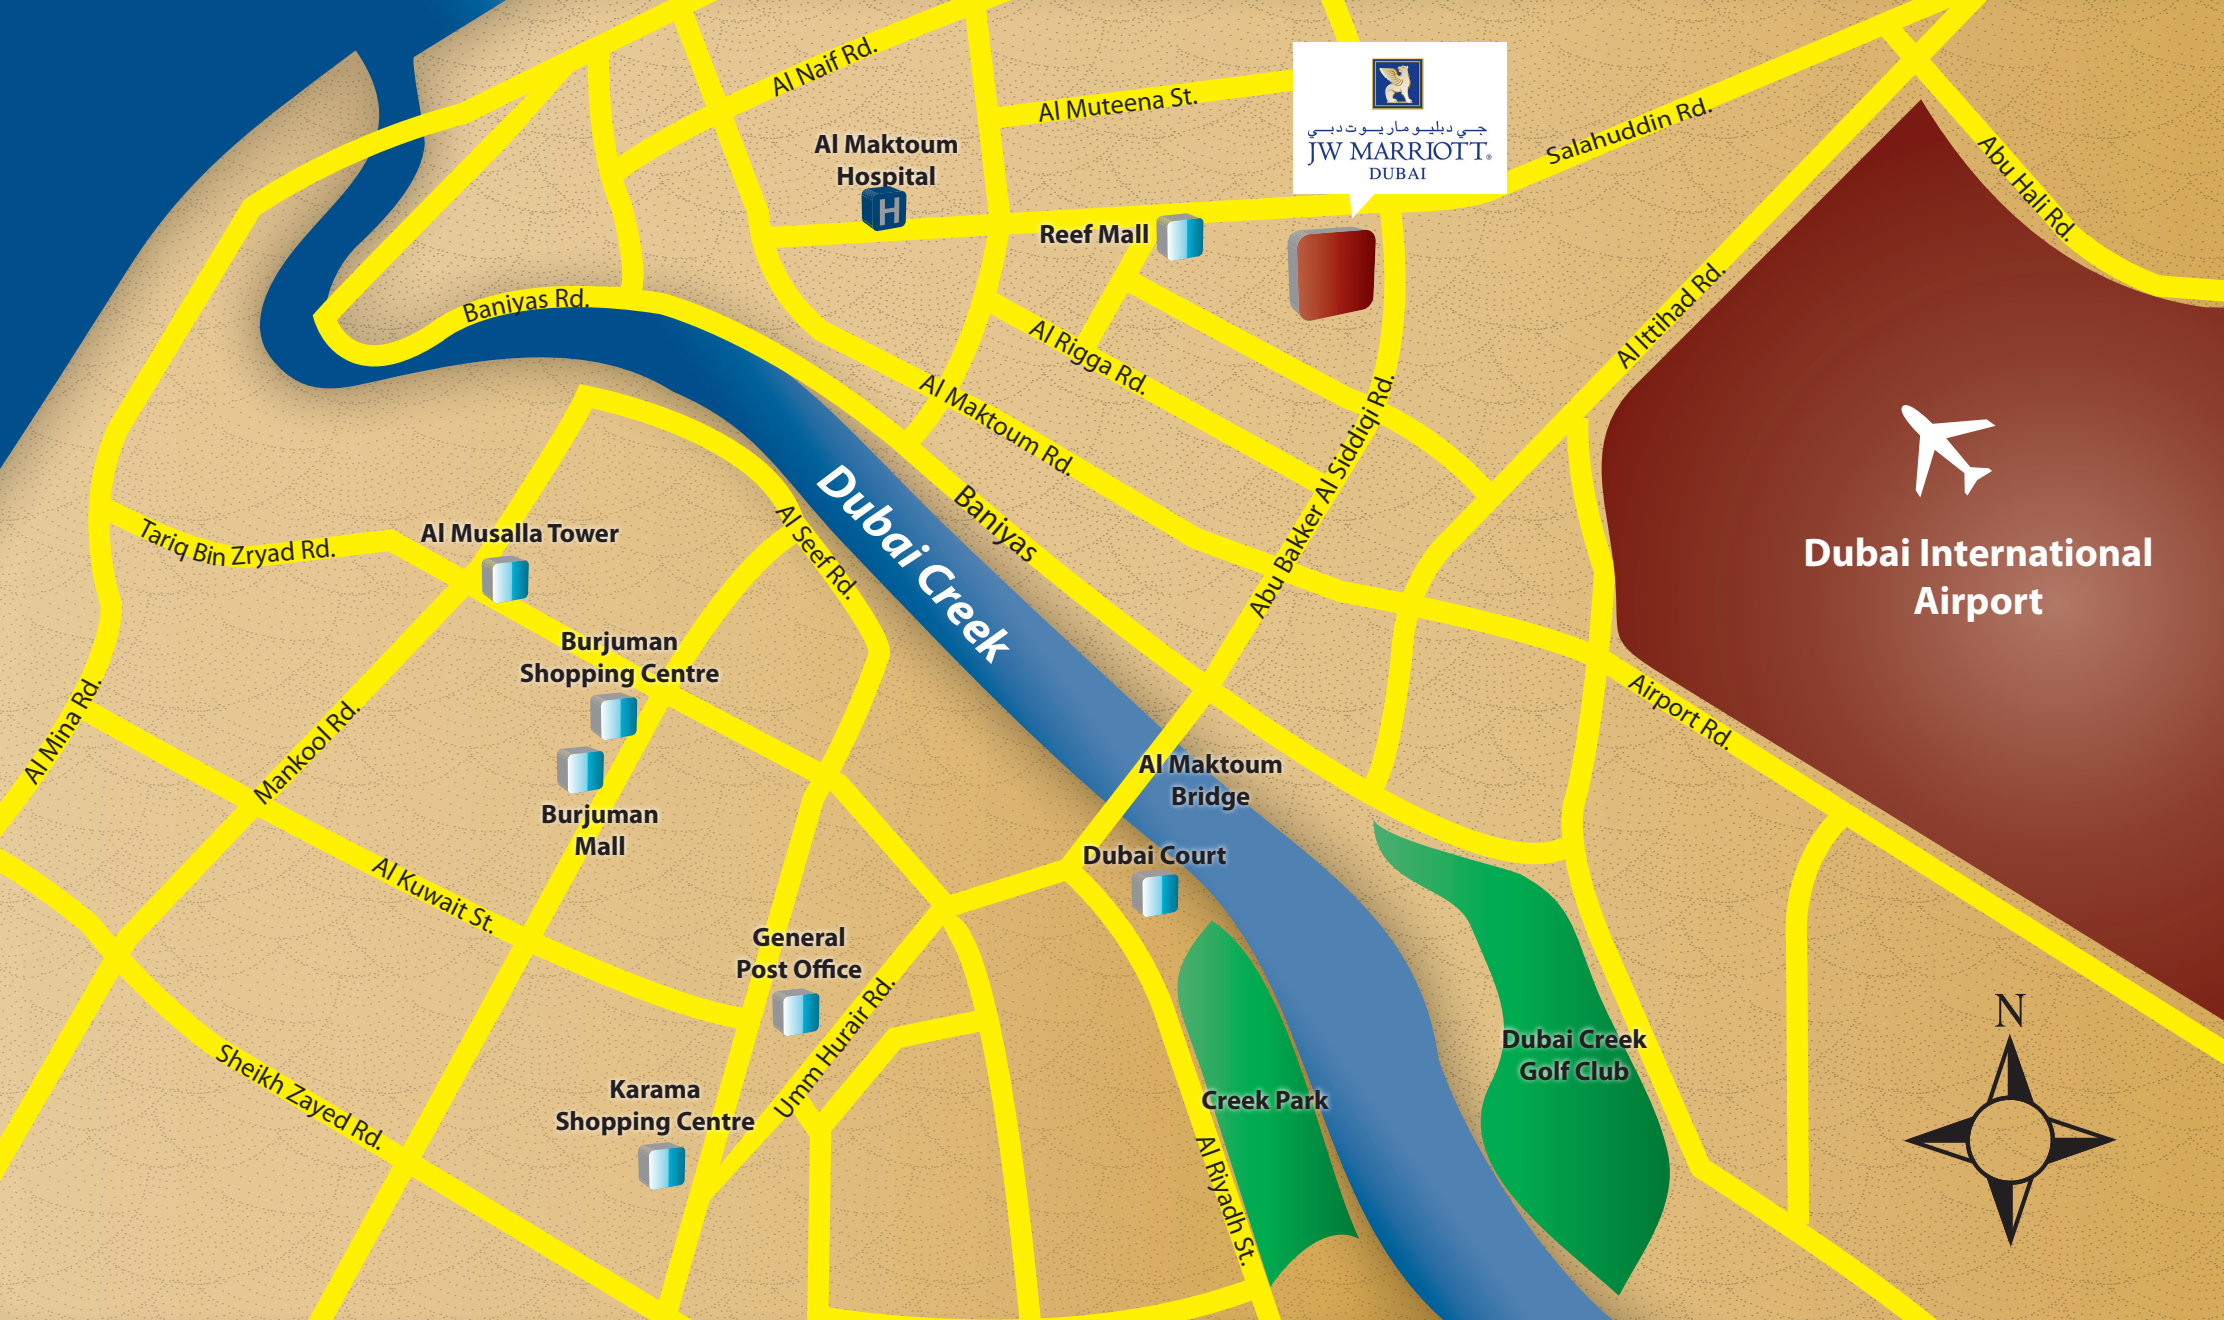 Al Naif Rd.
Al Muteena St.
جي دبليو ماريوت دبي
JW MARRIOTT®
DUBAI
Salahuddin Rd.
Abu Hali Rd.
Al Maktoum
Hospital
H
Reef Mall
Baniyas Rd.
Al Rigga Rd.
Al Ittihad Rd.
Al Maktoum Rd.
Abu Bakker Al Siddiqi Rd.
Dubai Creek
Baniyas
Dubai International
Airport
Tariq Bin Zryad Rd.
Al Musalla Tower
Al Seef Rd.
Burjuman
Shopping Centre
Al Mina Rd.
Mankool Rd.
Airport Rd.
Al Maktoum
Bridge
Burjuman
Mall
Dubai Court
Al Kuwait St.
General
Post Office
Umm Hurair Rd.
N
Dubai Creek
Golf Club
Sheikh Zayed Rd.
Karama
Shopping Centre
Creek Park
Al Riyadh St.